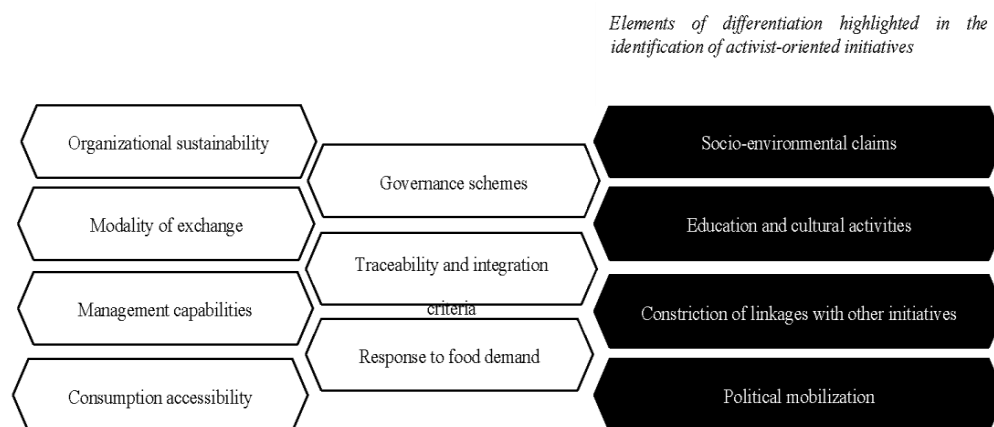 Elements of differentiation highlighted in the
identification of activist-oriented initiatives
Organizational sustainability
Modality of exchange
Management capabilities
Consumption accessibility
Governance schemes
Traceability and integration
criteria
Response to food demand
Socio-environmental claims
Education and cultural activities
Constriction of linkages with other initiatives
Political mobilization